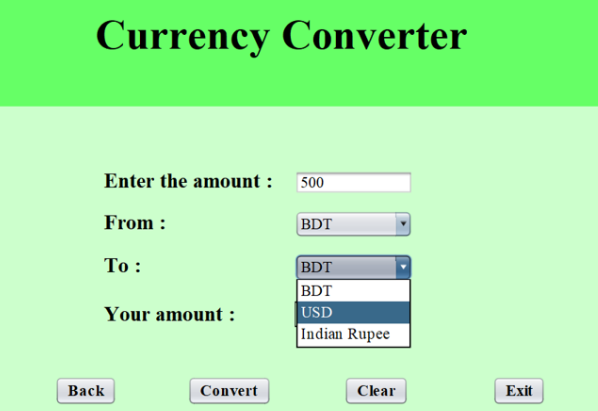 Currency Converter
Enter the amount : 500
From : BDT
To : BDT
BDT
USD
Your amount :
Indian Rupee
Back Convert Clear Exit